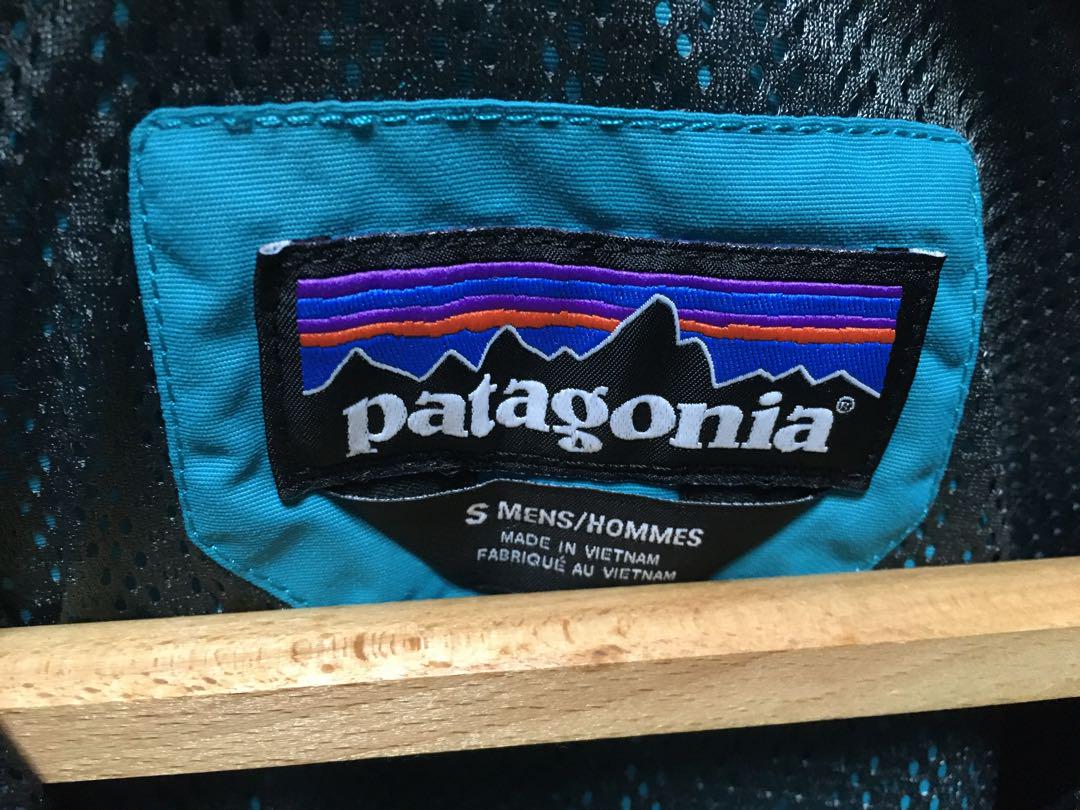 patagonia®
S MENS/HOMMES
MADE IN VIETNAM
FABRIQUÉ AU VIETNAM